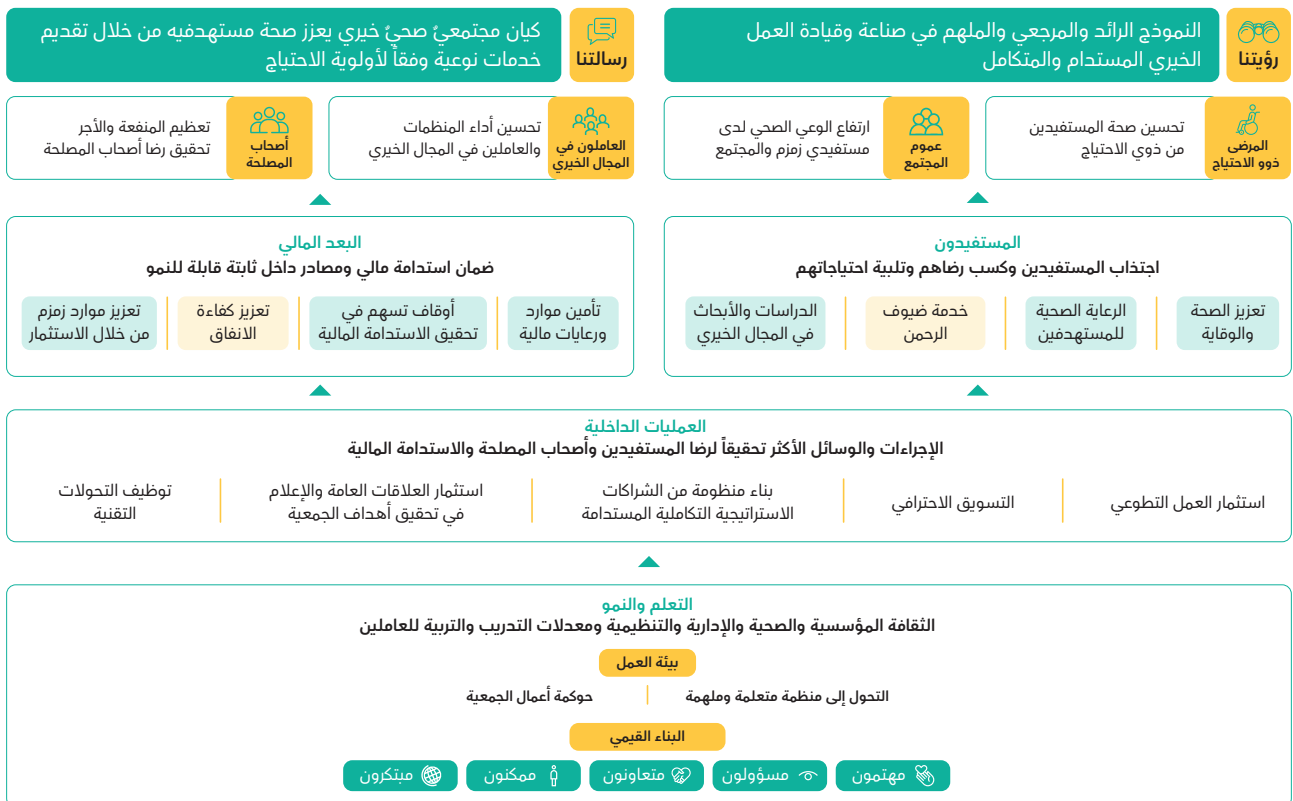 رؤيتنا
النموذج الرائد والمرجعي والملهم في صناعة وقيادة العمل
الخيري المستدام والمتكامل
رسالتنا
كيان مجتمعيٌ صحيٌ خيري يعزز صحة مستهدفيه من خلال تقديم
خدمات نوعية وفقاً لأولوية الاحتياج
المرضى
ذوو الاحتياج
تحسين صحة المستفيدين
من ذوي الاحتياج
عموم
المجتمع
ارتفاع الوعي الصحي لدى
مستفيدي زمزم والمجتمع
العاملون في
المجال الخيري
تحسين أداء المنظمات
والعاملين في المجال الخيري
أصحاب
المصلحة
تعظيم المنفعة والأجر
تحقيق رضا أصحاب المصلحة
المستفيدون
اجتذاب المستفيدين وكسب رضاهم وتلبية احتياجاتهم
تعزيز الصحة
والوقاية
الرعاية الصحية
للمستهدفين
خدمة ضيوف
الرحمن
الدراسات والأبحاث
في المجال الخيري
البعد المالي
ضمان استدامة مالي ومصادر داخل ثابتة قابلة للنمو
تأمين موارد
ورعايات مالية
أوقاف تسهم في
تحقيق الاستدامة المالية
تعزيز كفاءة
الانفاق
تعزيز موارد زمزم
من خلال الاستثمار
العمليات الداخلية
الإجراءات والوسائل الأكثر تحقيقاً لرضا المستفيدين وأصحاب المصلحة والاستدامة المالية
استثمار العمل التطوعي
التسويق الاحترافي
بناء منظومة من الشراكات
الاستراتيجية التكاملية المستدامة
استثمار العلاقات العامة والإعلام
في تحقيق أهداف الجمعية
توظيف التحولات
التقنية
التعلم والنمو
الثقافة المؤسسية والصحية والإدارية والتنظيمية ومعدلات التدريب والتربية للعاملين
بيئة العمل
التحول إلى منظمة متعلمة وملهمة
حوكمة أعمال الجمعية
البناء القيمي
مهتمون
مسؤولون
متعاونون
ممكنون
مبتكرون